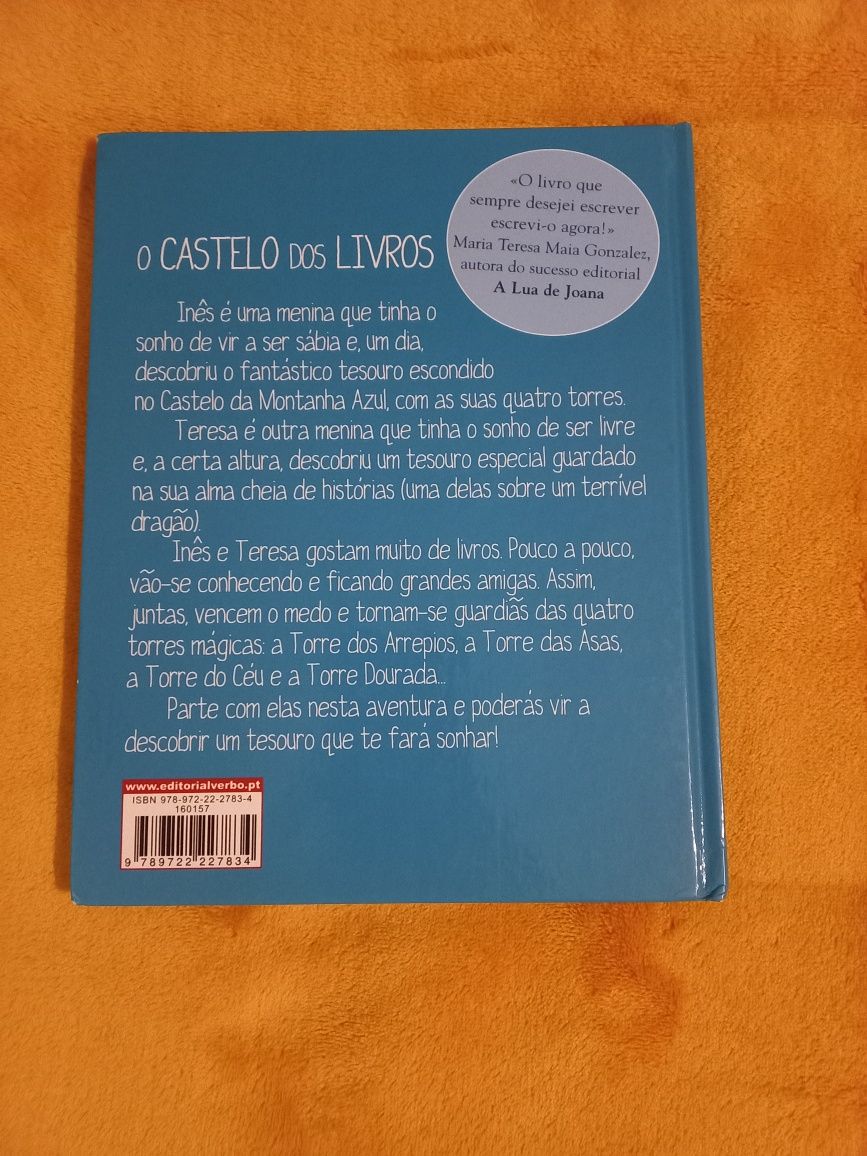 «O livro que
sempre desejei escrever
escrevi-o agora!»
Maria Teresa Maia Gonzalez,
autora do sucesso editorial
A Lua de Joana
O CASTELO DOS LIVROS
Inês é uma menina que tinha o
sonho de vir a ser sábia e, um dia,
descobriu o fantástico tesouro escondido
no Castelo da Montanha Azul, com as suas quatro torres.
Teresa é outra menina que tinha o sonho de ser livre
e, a certa altura, descobriu um tesouro especial guardado
na sua alma cheia de histórias (uma delas sobre um terrível
dragão).
Inês e Teresa gostam muito de livros. Pouco a pouco,
vão-se conhecendo e ficando grandes amigas. Assim,
juntas, vencem o medo e tornam-se guardiãs das quatro
torres mágicas: a Torre dos Arrepios, a Torre das Asas,
a Torre do Céu e a Torre Dourada...
Parte com elas nesta aventura e poderás vir a
descobrir um tesouro que te fará sonhar!
www.editorialverbo.pt
ISBN 978-972-22-2783-4
160157
9 789722 227834